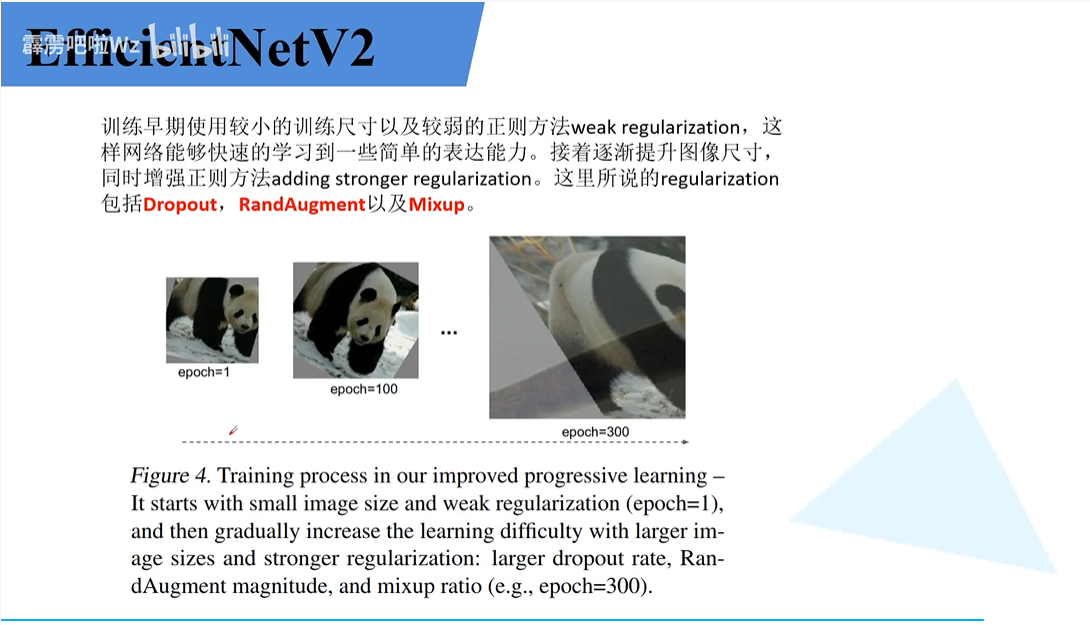 EfficientNetV2
霹雳吧啦Wz bilibili
训练早期使用较小的训练尺寸以及较弱的正则方法weak regularization，这
样网络能够快速的学习到一些简单的表达能力。接着逐渐提升图像尺寸，
同时增强正则方法adding stronger regularization。这里所说的regularization
包括Dropout，RandAugment以及Mixup。
...
epoch=1
epoch=100
epoch=300
Figure 4. Training process in our improved progressive learning –
It starts with small image size and weak regularization (epoch=1),
and then gradually increase the learning difficulty with larger im-
age sizes and stronger regularization: larger dropout rate, Ran-
dAugment magnitude, and mixup ratio (e.g., epoch=300).